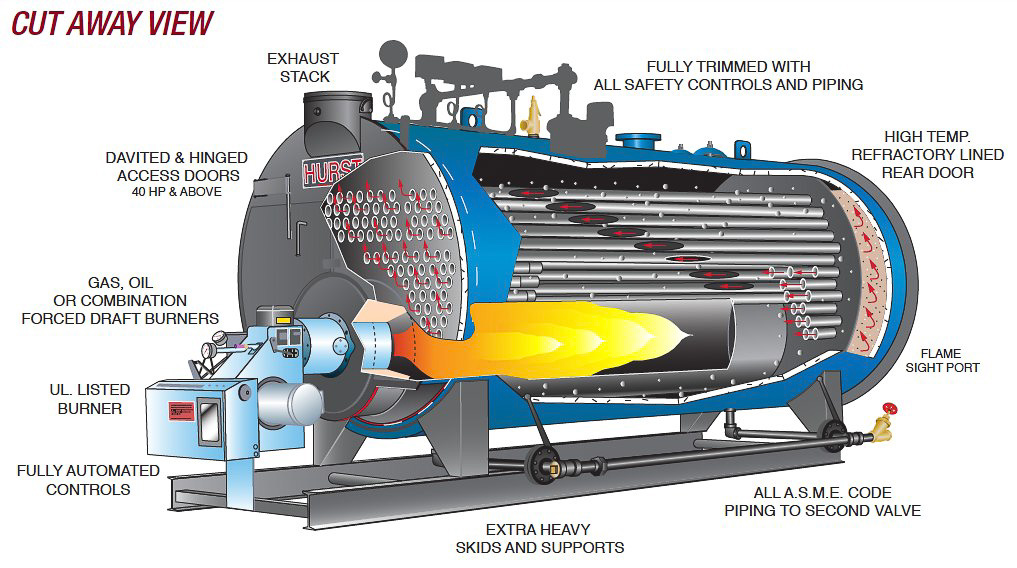 CUT AWAY VIEW
EXHAUST
STACK
FULLY TRIMMED WITH
ALL SAFETY CONTROLS AND PIPING
DAVITED & HINGED
ACCESS DOORS
40 HP & ABOVE
HURST
HIGH TEMP.
REFRACTORY LINED
REAR DOOR
GAS, OIL
OR COMBINATION
FORCED DRAFT BURNERS
FLAME
SIGHT PORT
UL. LISTED
BURNER
FULLY AUTOMATED
CONTROLS
ALL A.S.M.E. CODE
PIPING TO SECOND VALVE
EXTRA HEAVY
SKIDS AND SUPPORTS